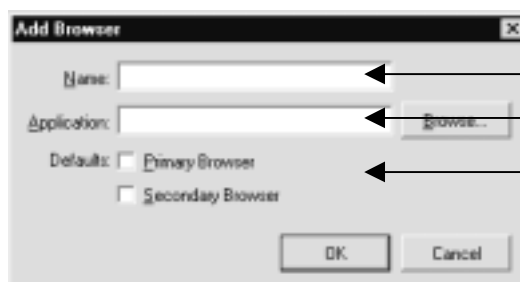 Add Browser
Name:
Application:
Browse...
Defaults: Primary Browser
Secondary Browser
OK Cancel